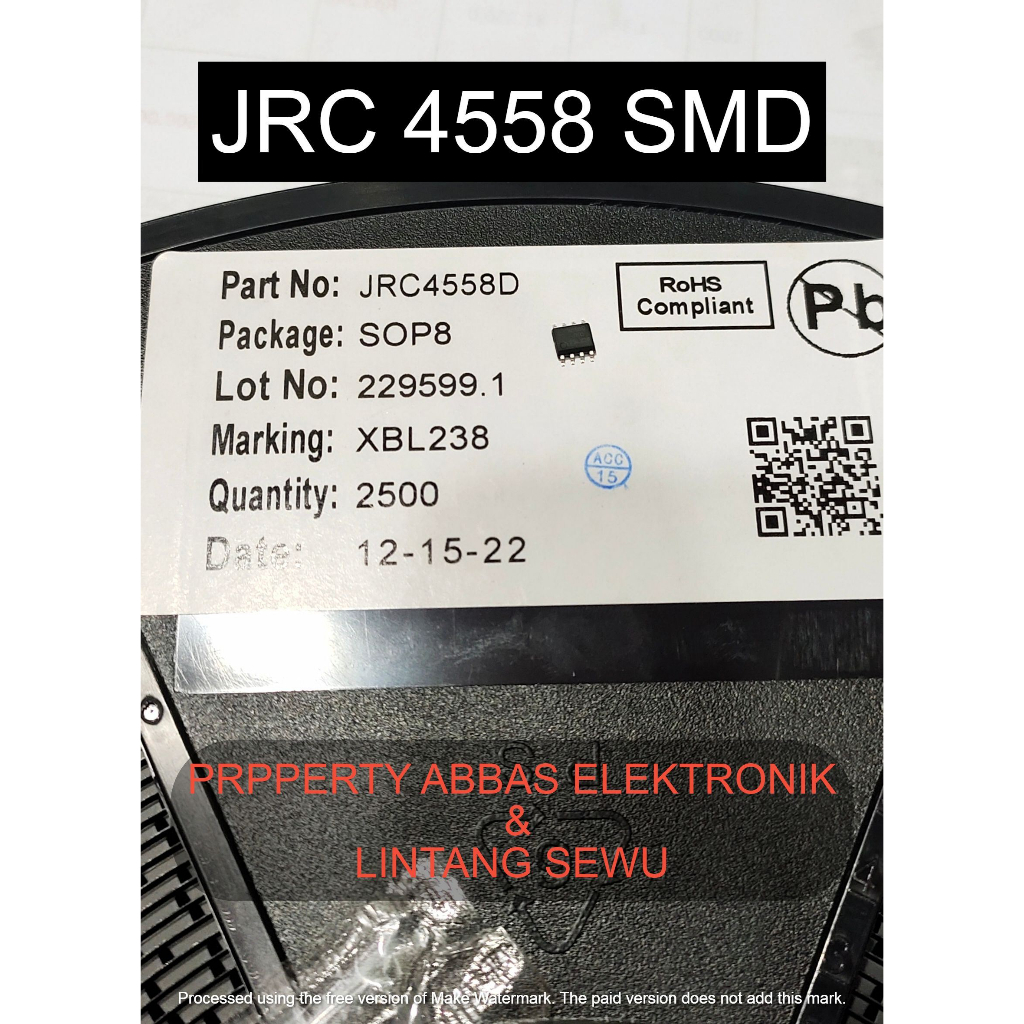 JRC 4558 SMD
Part No: JRC4558D
Package: SOP8
Lot No: 229599.1
Marking: XBL238
Quantity: 2500
Date: 12-15-22
RoHS
Compliant
Pb
ACC
15
PRPPERTY ABBAS ELEKTRONIK
&
LINTANG SEWU
Processed using the free version of Make Watermark. The paid version does not add this mark.